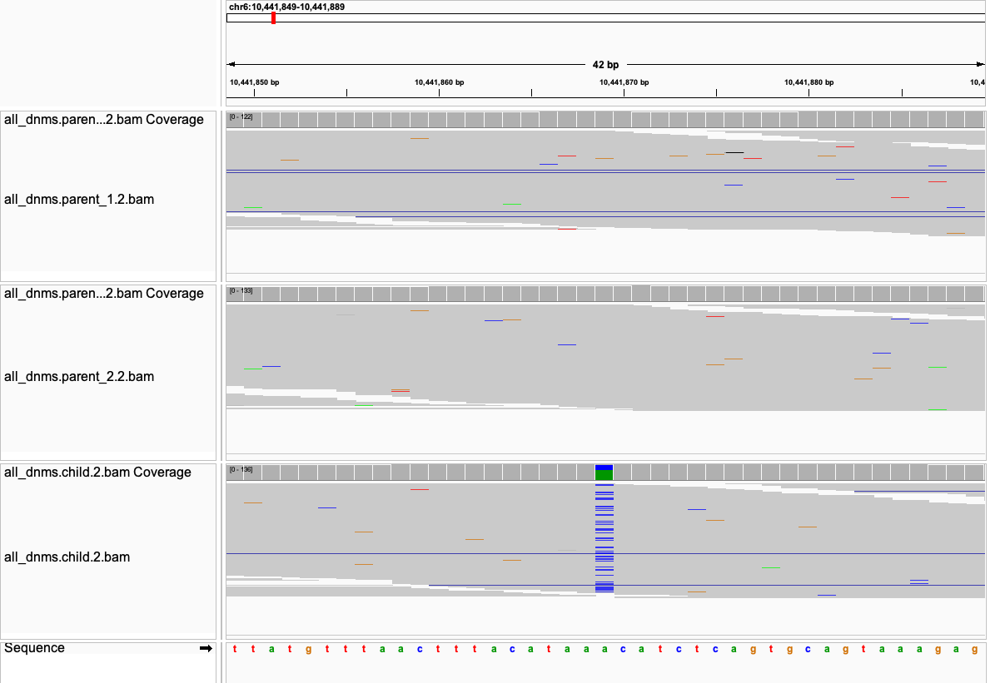 chr6:10,441,849-10,441,889
42 bp
10,441,850 bp 10,441,860 bp 10,441,870 bp 10,441,880 bp 10,4
all_dnms.paren...2.bam Coverage
[0 - 122]
all_dnms.parent_1.2.bam
all_dnms.paren...2.bam Coverage
[0 - 133]
all_dnms.parent_2.2.bam
all_dnms.child.2.bam Coverage
[0 - 136]
all_dnms.child.2.bam
Sequence
t t a t g t t t a a c t t t a c a t a a a c a t c t c a g t g c a g t a a a g a g